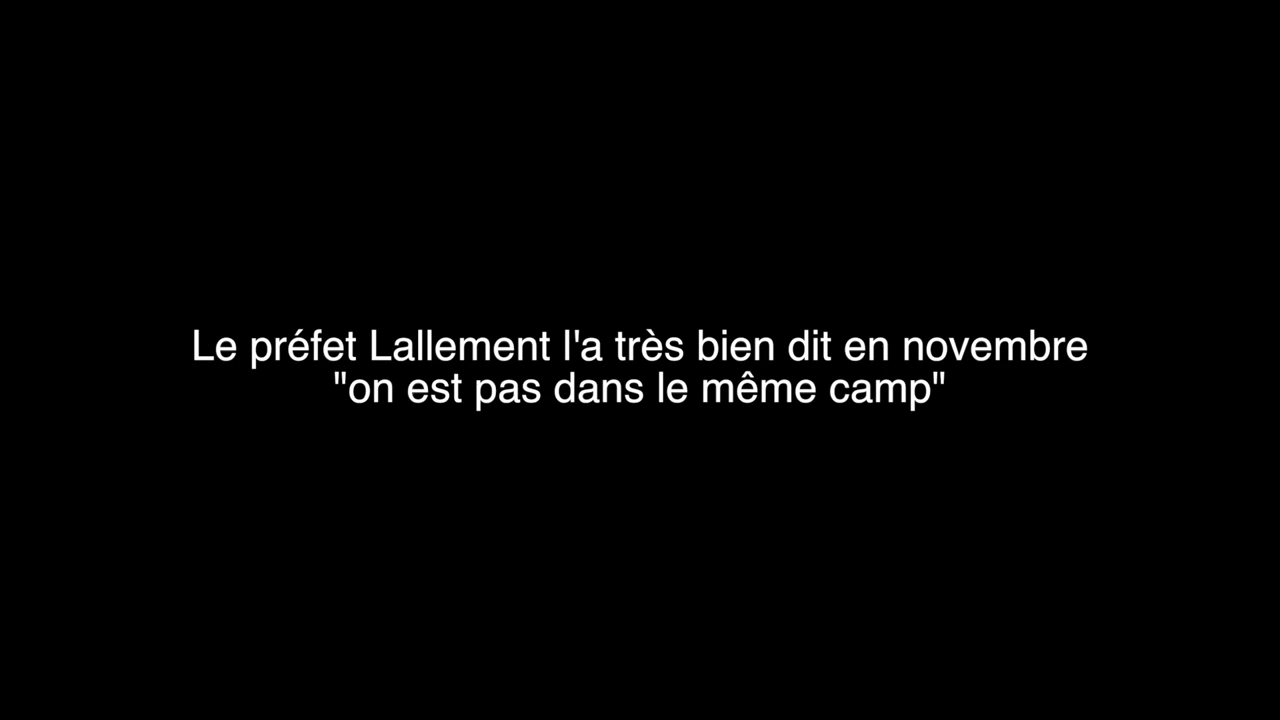 Le préfet Lallement l'a très bien dit en novembre
"on est pas dans le même camp"